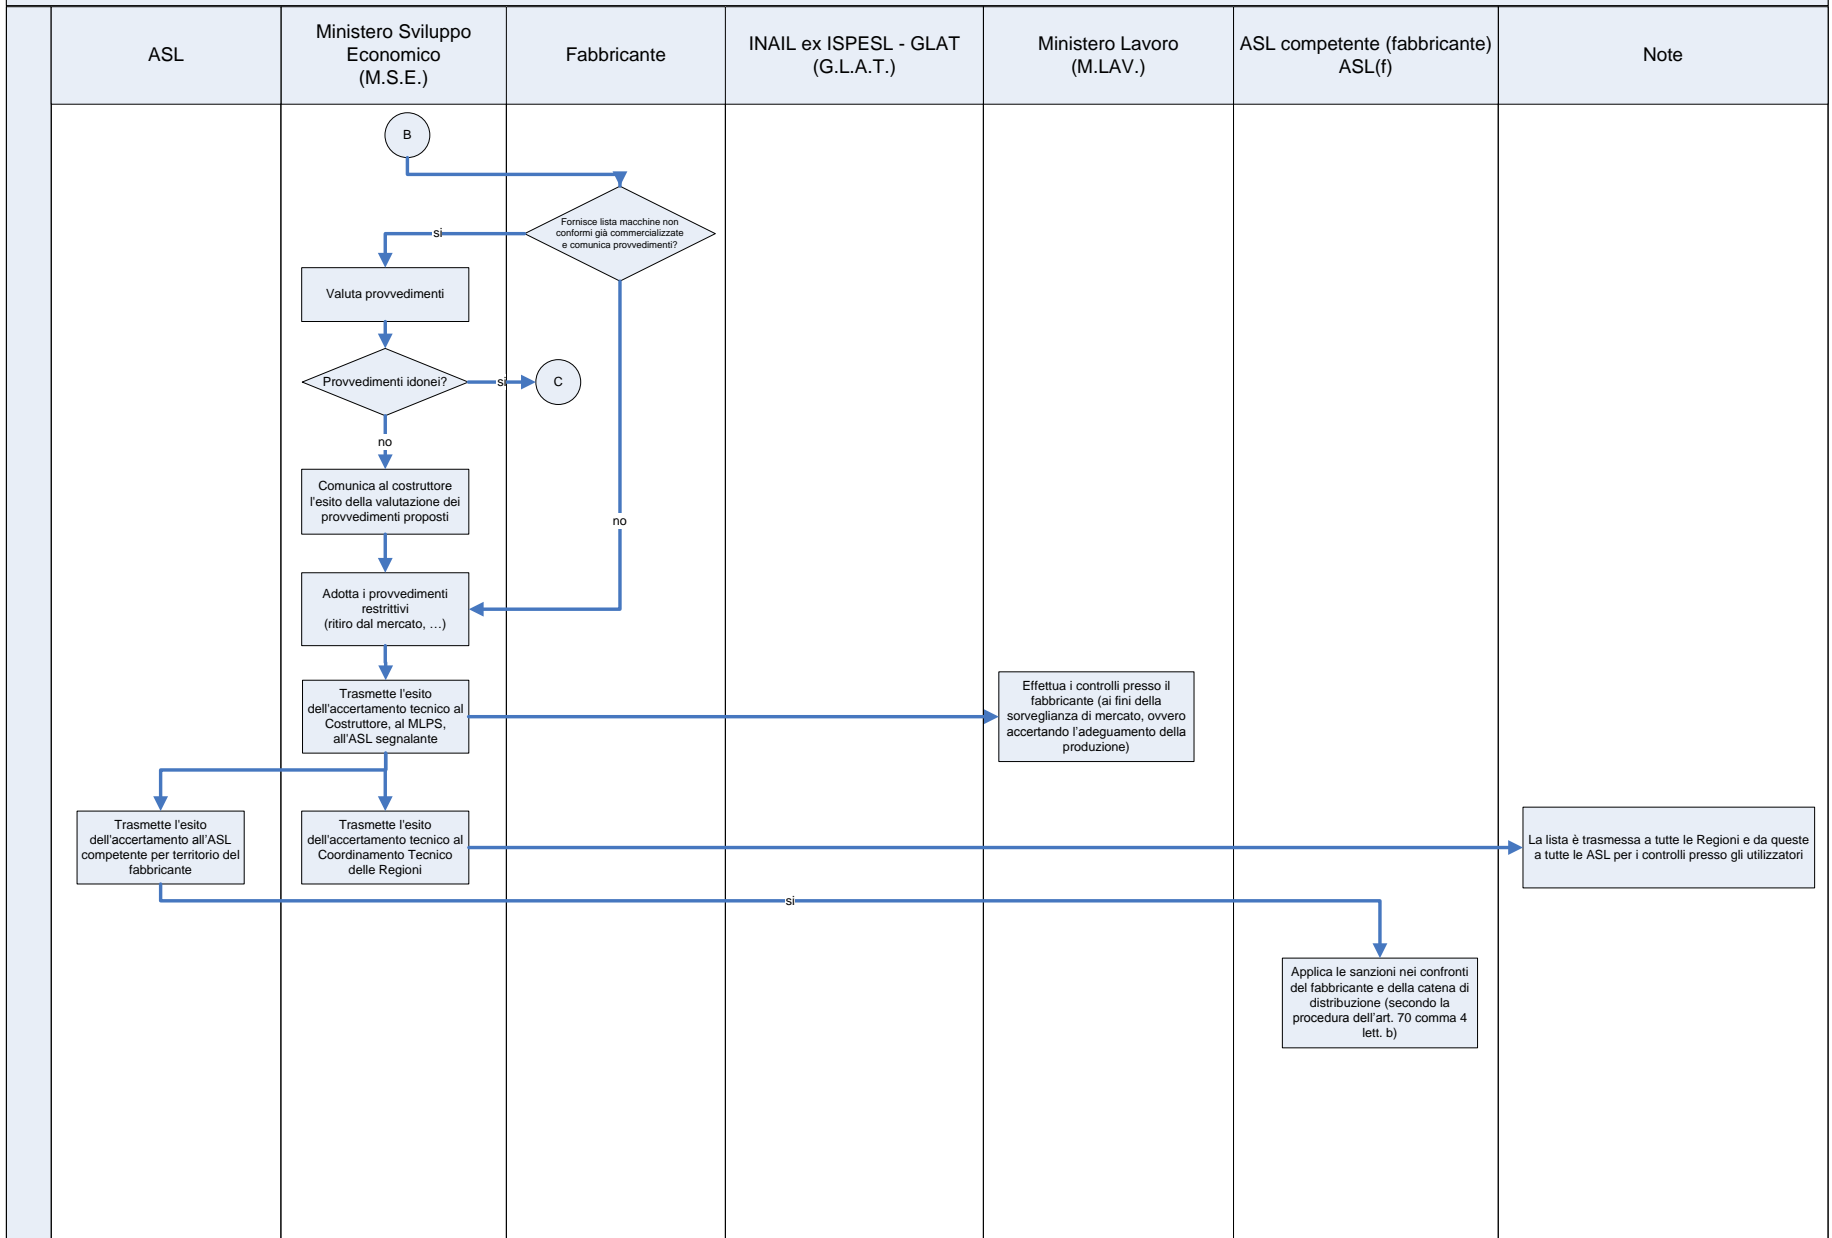 ASL
Ministero Sviluppo
Economico
(M.S.E.)
Fabbricante
INAIL ex ISPESL - GLAT
(G.L.A.T.)
Ministero Lavoro
(M.LAV.)
ASL competente (fabbricante)
ASL(f)
Note
B
Fornisce lista macchine non
conformi già commercializzate
e comunica provvedimenti?
si
Valuta provvedimenti
Provvedimenti idonei?
si
C
no
Comunica al costruttore
l'esito della valutazione dei
provvedimenti proposti
no
Adotta i provvedimenti
restrittivi
(ritiro dal mercato, …)
Trasmette l'esito
dell'accertamento tecnico al
Costruttore, al MLPS,
all'ASL segnalante
Effettua i controlli presso il
fabbricante (ai fini della
sorveglianza di mercato, ovvero
accertando l'adeguamento della
produzione)
Trasmette l'esito
dell'accertamento all'ASL
competente per territorio del
fabbricante
Trasmette l'esito
dell'accertamento tecnico al
Coordinamento Tecnico
delle Regioni
La lista è trasmessa a tutte le Regioni e da queste
a tutte le ASL per i controlli presso gli utilizzatori
si
Applica le sanzioni nei confronti
del fabbricante e della catena di
distribuzione (secondo la
procedura dell'art. 70 comma 4
lett. b)